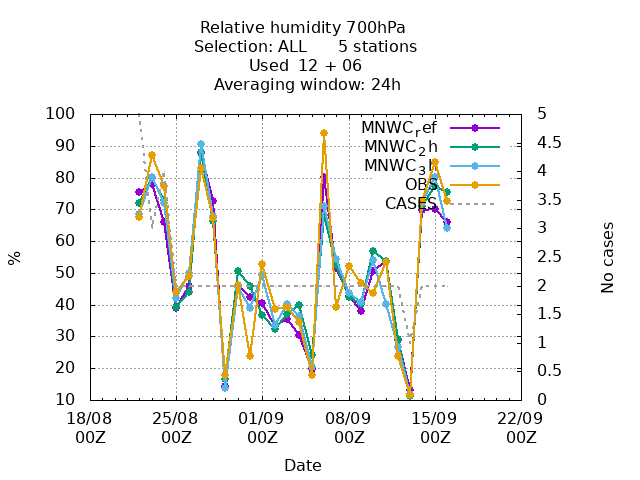 Relative humidity 700hPa
Selection: ALL      5 stations
Used  12 + 06
Averaging window: 24h
100
90
80
70
60
50
40
30
20
10
5
4.5
4
3.5
3
2.5
2
1.5
1
0.5
0
MNWCref
MNWC2h
MNWC3h
OBS
CASES
%
No cases
18/08 25/08 01/09 08/09 15/09 22/09
00Z 00Z 00Z 00Z 00Z 00Z
Date